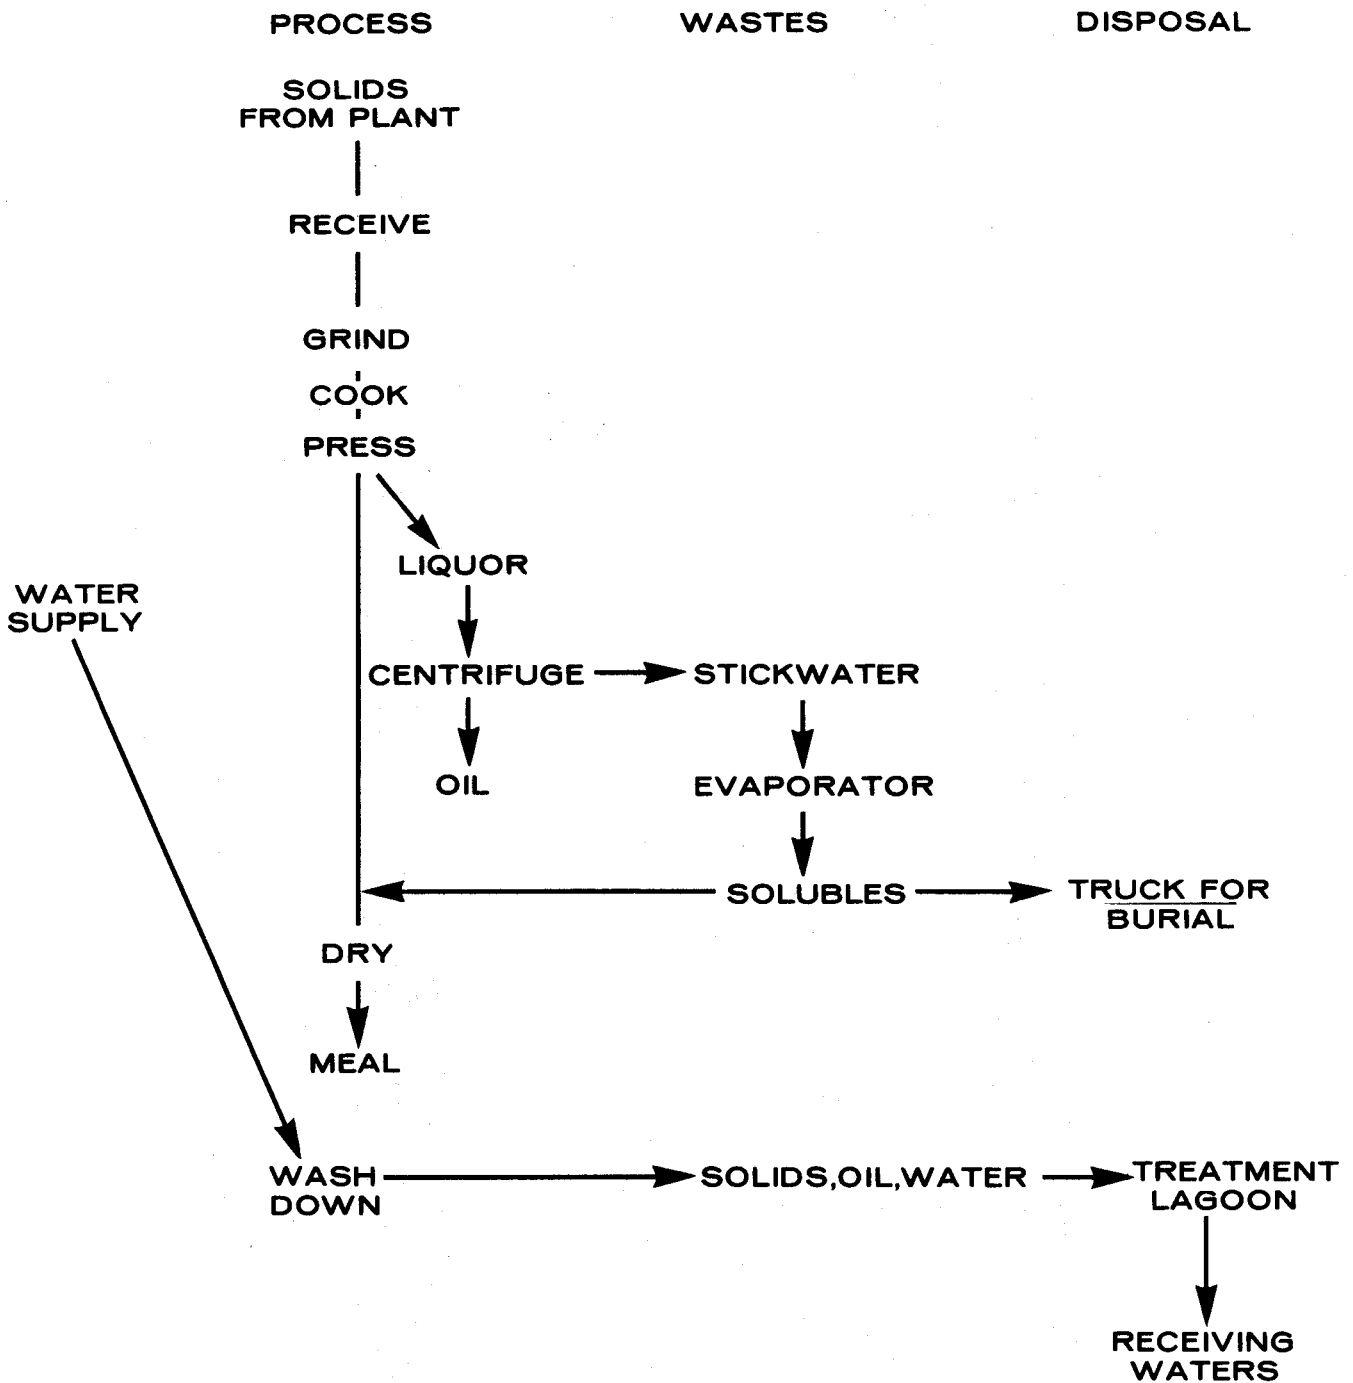 PROCESS
WASTES
DISPOSAL
SOLIDS
FROM PLANT
RECEIVE
GRIND
COOK
PRESS
LIQUOR
WATER
SUPPLY
CENTRIFUGE
STICKWATER
OIL
EVAPORATOR
SOLUBLES
TRUCK FOR
BURIAL
DRY
MEAL
WASH
DOWN
SOLIDS,OIL,WATER
TREATMENT
LAGOON
RECEIVING
WATERS